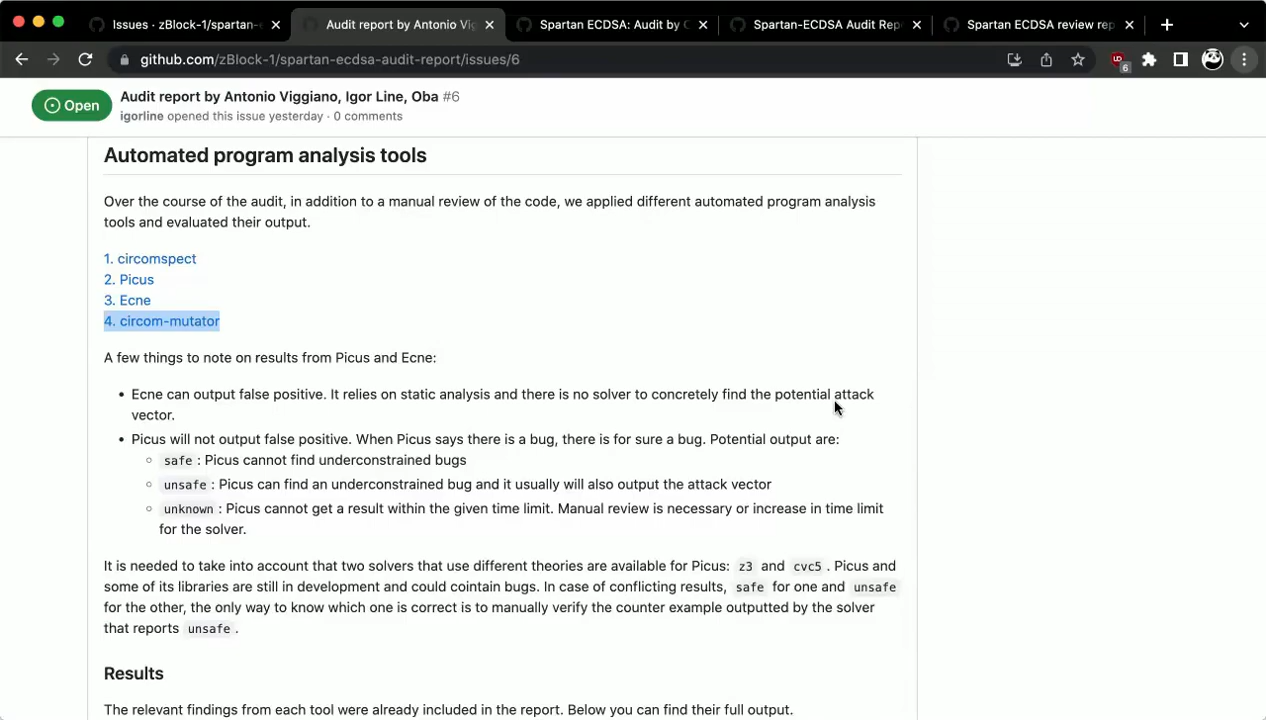 Issues · zBlock-1/spartan-
Audit report by Antonio Vig
Spartan ECDSA: Audit by
Spartan-ECDSA Audit Rep
Spartan ECDSA review rep
github.com/zBlock-1/spartan-ecdsa-audit-report/issues/6
6
Open
Audit report by Antonio Viggiano, Igor Line, Oba #6
igorline opened this issue yesterday · 0 comments
Automated program analysis tools
Over the course of the audit, in addition to a manual review of the code, we applied different automated program analysis
tools and evaluated their output.
1. circomspect
2. Picus
3. Ecne
4. circom-mutator
A few things to note on results from Picus and Ecne:
• Ecne can output false positive. It relies on static analysis and there is no solver to concretely find the potential attack
vector.
• Picus will not output false positive. When Picus says there is a bug, there is for sure a bug. Potential output are:
◦ safe : Picus cannot find underconstrained bugs
◦ unsafe : Picus can find an underconstrained bug and it usually will also output the attack vector
◦ unknown : Picus cannot get a result within the given time limit. Manual review is necessary or increase in time limit
for the solver.
It is needed to take into account that two solvers that use different theories are available for Picus: z3 and cvc5 . Picus and
some of its libraries are still in development and could cointain bugs. In case of conflicting results, safe for one and unsafe
for the other, the only way to know which one is correct is to manually verify the counter example outputted by the solver
that reports unsafe .
Results
The relevant findings from each tool were already included in the report. Below you can find their full output.